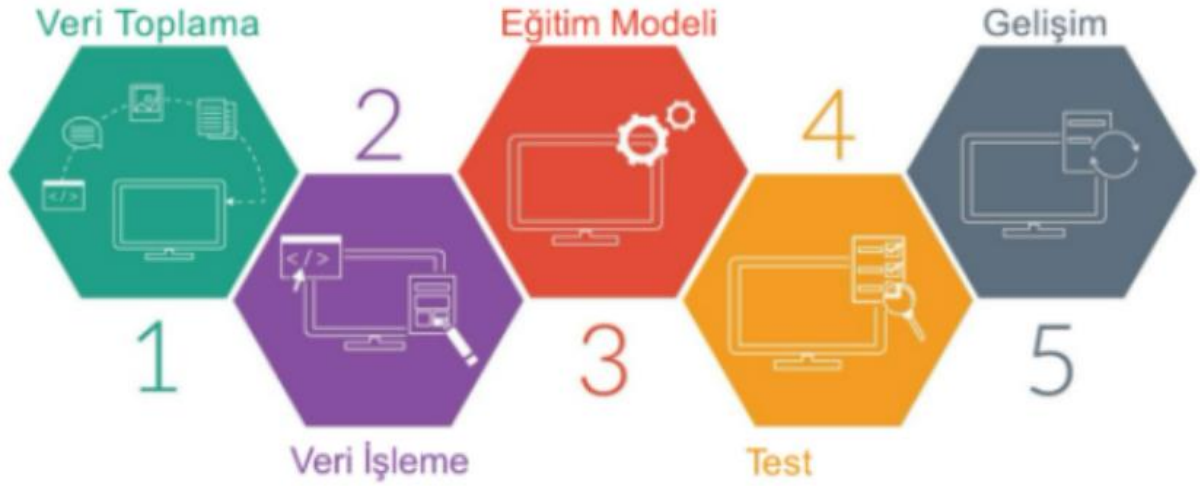 Veri Toplama
1
2
Veri İşleme
Eğitim Modeli
3
4
Test
Gelişim
5
</>
</>